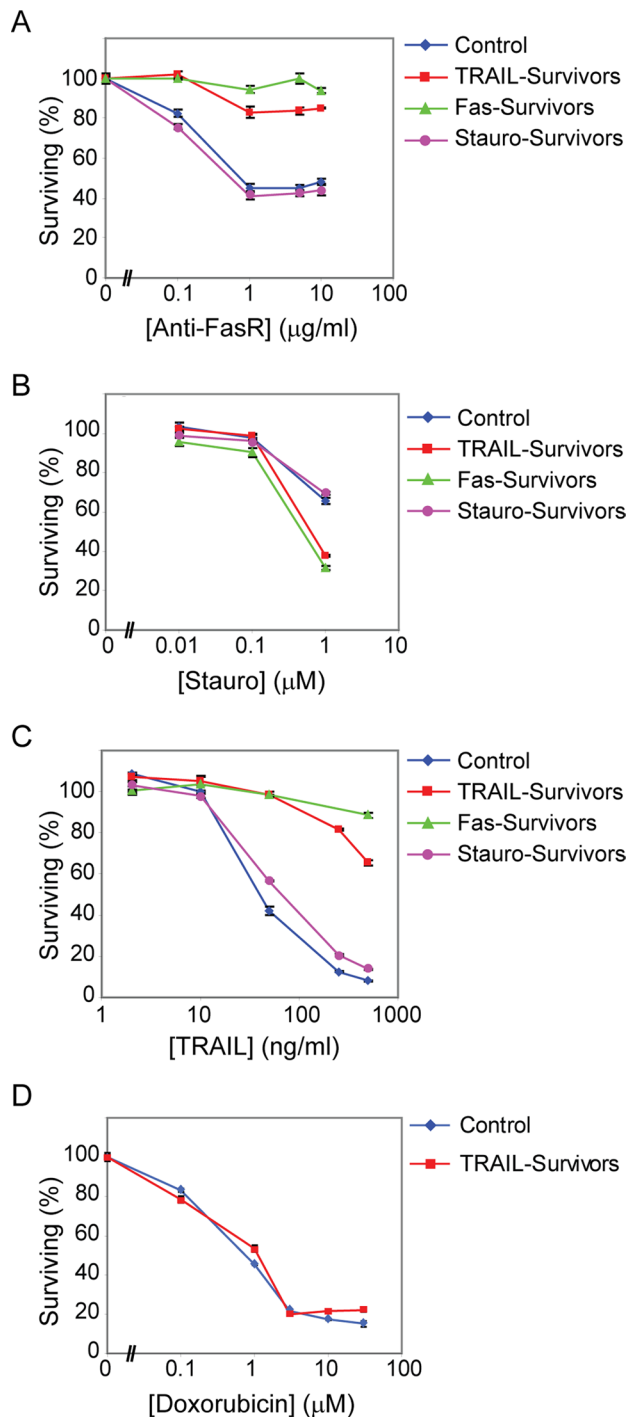 A
Control
TRAIL-Survivors
Fas-Survivors
Stauro-Survivors
Surviving (%)
100
80
60
40
20
0
0 // 0.1 1 10 100
[Anti-FasR] (μg/ml)
B
Control
TRAIL-Survivors
Fas-Survivors
Stauro-Survivors
Surviving (%)
100
80
60
40
20
0
0 // 0.01 0.1 1 10
[Stauro] (μM)
C
Control
TRAIL-Survivors
Fas-Survivors
Stauro-Survivors
Surviving (%)
100
80
60
40
20
0
1 10 100 1000
[TRAIL] (ng/ml)
D
Control
TRAIL-Survivors
Surviving (%)
100
80
60
40
20
0
0 // 0.1 1 10 100
[Doxorubicin] (μM)